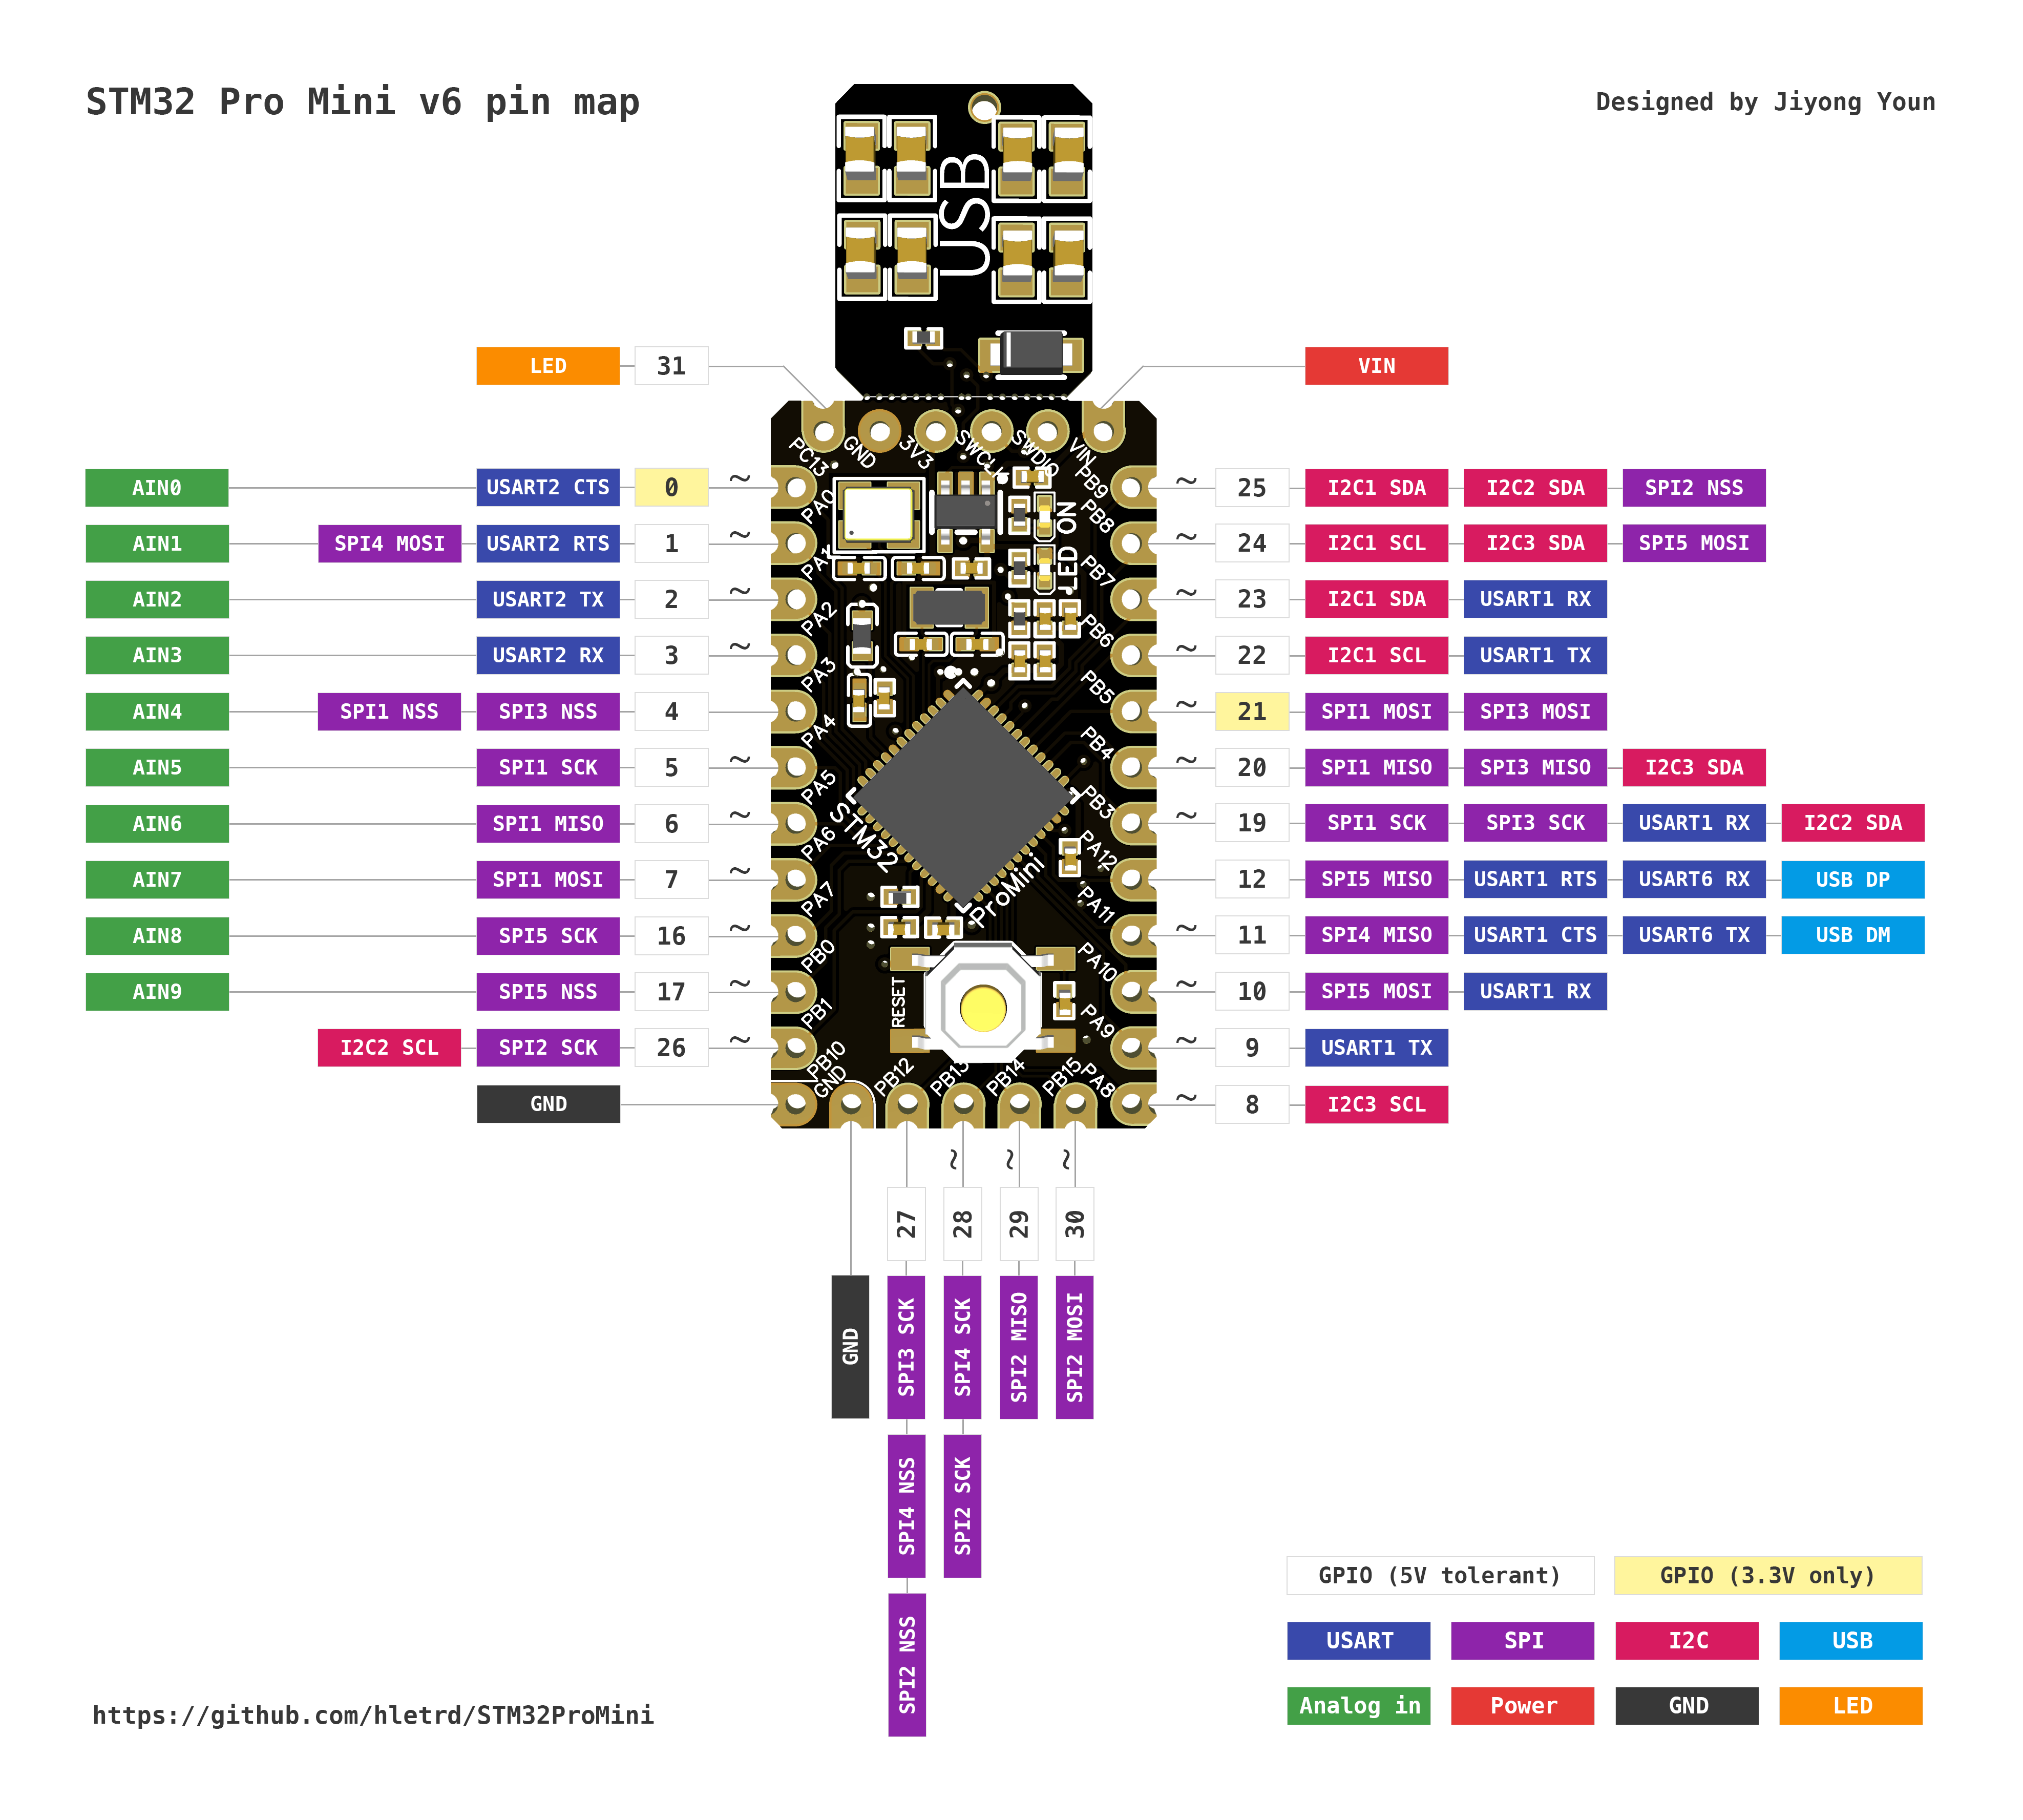 STM32 Pro Mini v6 pin map
Designed by Jiyong Youn
USB
LED 31 VIN
PC13 GND 3V3 SWCLK SWDIO VIN
AIN0 USART2 CTS 0 ~ PA0
AIN1 SPI4 MOSI USART2 RTS 1 ~ PA1
AIN2 USART2 TX 2 ~ PA2
AIN3 USART2 RX 3 ~ PA3
AIN4 SPI1 NSS SPI3 NSS 4 ~ PA4
AIN5 SPI1 SCK 5 ~ PA5
AIN6 SPI1 MISO 6 ~ PA6
AIN7 SPI1 MOSI 7 ~ PA7
AIN8 SPI5 SCK 16 ~ PB0
AIN9 SPI5 NSS 17 ~ PB1
I2C2 SCL SPI2 SCK 26 ~ PB10
GND GND
LED ON
STM32
ProMini
RESET
PB9 ~ 25 I2C1 SDA I2C2 SDA SPI2 NSS
PB8 ~ 24 I2C1 SCL I2C3 SDA SPI5 MOSI
PB7 ~ 23 I2C1 SDA USART1 RX
PB6 ~ 22 I2C1 SCL USART1 TX
PB5 ~ 21 SPI1 MOSI SPI3 MOSI
PB4 ~ 20 SPI1 MISO SPI3 MISO I2C3 SDA
PB3 ~ 19 SPI1 SCK SPI3 SCK USART1 RX I2C2 SDA
PA12 ~ 12 SPI5 MISO USART1 RTS USART6 RX USB DP
PA11 ~ 11 SPI4 MISO USART1 CTS USART6 TX USB DM
PA10 ~ 10 SPI5 MOSI USART1 RX
PA9 ~ 9 USART1 TX
PA8 ~ 8 I2C3 SCL
PB12 PB13 PB14 PB15
GND
27 SPI3 SCK SPI4 NSS SPI2 NSS
~ 28 SPI4 SCK SPI2 SCK
~ 29 SPI2 MISO
~ 30 SPI2 MOSI
GPIO (5V tolerant) GPIO (3.3V only)
USART SPI I2C USB
Analog in Power GND LED
https://github.com/hletrd/STM32ProMini